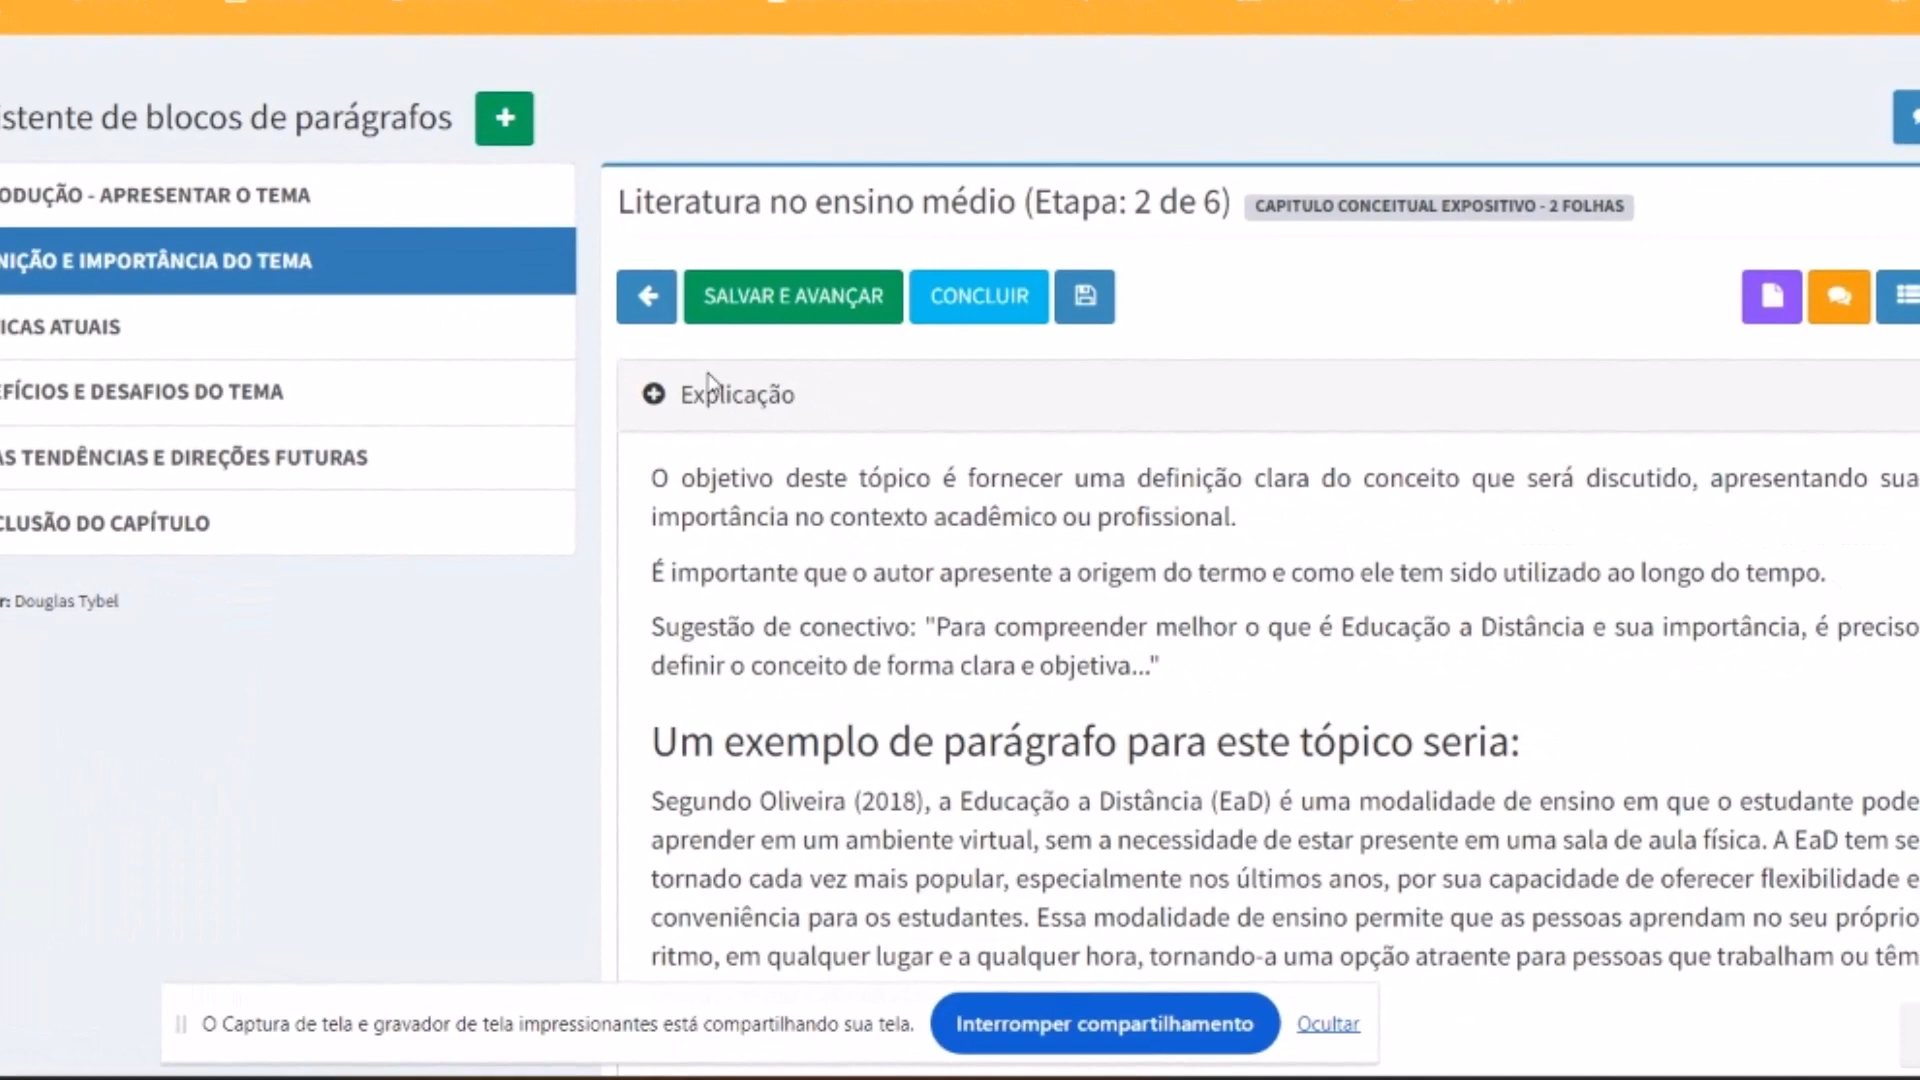 istente de blocos de parágrafos
ODUÇÃO - APRESENTAR O TEMA
NIÇÃO E IMPORTÂNCIA DO TEMA
ICAS ATUAIS
EFÍCIOS E DESAFIOS DO TEMA
AS TENDÊNCIAS E DIREÇÕES FUTURAS
CLUSÃO DO CAPÍTULO
r: Douglas Tybel
Literatura no ensino médio (Etapa: 2 de 6) CAPITULO CONCEITUAL EXPOSITIVO - 2 FOLHAS
SALVAR E AVANÇAR CONCLUIR
Explicação
O objetivo deste tópico é fornecer uma definição clara do conceito que será discutido, apresentando sua
importância no contexto acadêmico ou profissional.
É importante que o autor apresente a origem do termo e como ele tem sido utilizado ao longo do tempo.
Sugestão de conectivo: "Para compreender melhor o que é Educação a Distância e sua importância, é preciso
definir o conceito de forma clara e objetiva..."
Um exemplo de parágrafo para este tópico seria:
Segundo Oliveira (2018), a Educação a Distância (EaD) é uma modalidade de ensino em que o estudante pode
aprender em um ambiente virtual, sem a necessidade de estar presente em uma sala de aula física. A EaD tem se
tornado cada vez mais popular, especialmente nos últimos anos, por sua capacidade de oferecer flexibilidade e
conveniência para os estudantes. Essa modalidade de ensino permite que as pessoas aprendam no seu próprio
ritmo, em qualquer lugar e a qualquer hora, tornando-a uma opção atraente para pessoas que trabalham ou têm
O Captura de tela e gravador de tela impressionantes está compartilhando sua tela. Interromper compartilhamento Ocultar